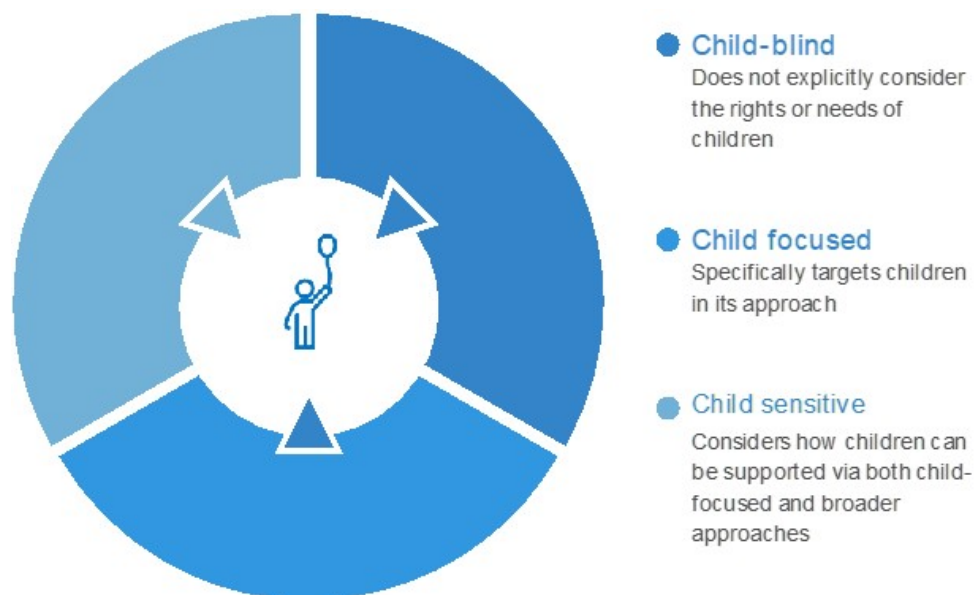 Child-blind
Does not explicitly consider
the rights or needs of
children
Child focused
Specifically targets children
in its approach
Child sensitive
Considers how children can
be supported via both child-
focused and broader
approaches